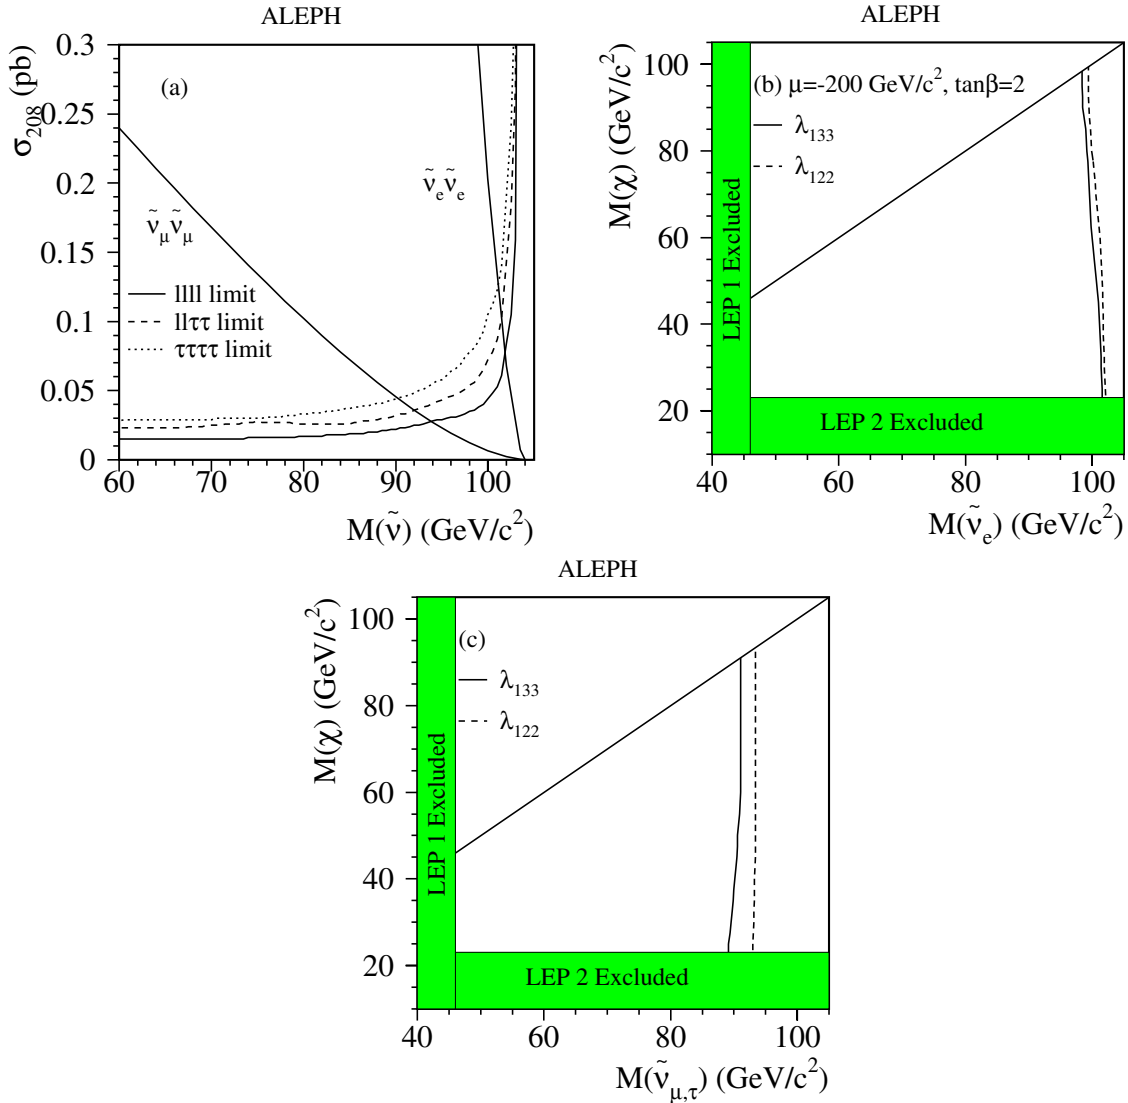 ALEPH
σ208 (pb)
0.3
0.25
0.2
0.15
0.1
0.05
0
(a)
ν̃eν̃e
ν̃μν̃μ
llll limit
llττ limit
ττττ limit
60 70 80 90 100
M(ν̃) (GeV/c²)
ALEPH
M(χ) (GeV/c²)
100
80
60
40
20
(b) μ=-200 GeV/c², tanβ=2
λ133
λ122
LEP 1 Excluded
LEP 2 Excluded
40 60 80 100
M(ν̃e) (GeV/c²)
ALEPH
M(χ) (GeV/c²)
100
80
60
40
20
(c)
λ133
λ122
LEP 1 Excluded
LEP 2 Excluded
40 60 80 100
M(ν̃μ,τ) (GeV/c²)